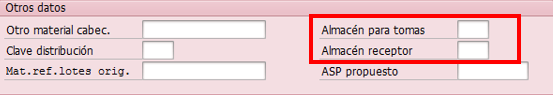 Otros datos
Otro material cabec. Almacén para tomas
Clave distribución Almacén receptor
Mat.ref.lotes orig. ASP propuesto